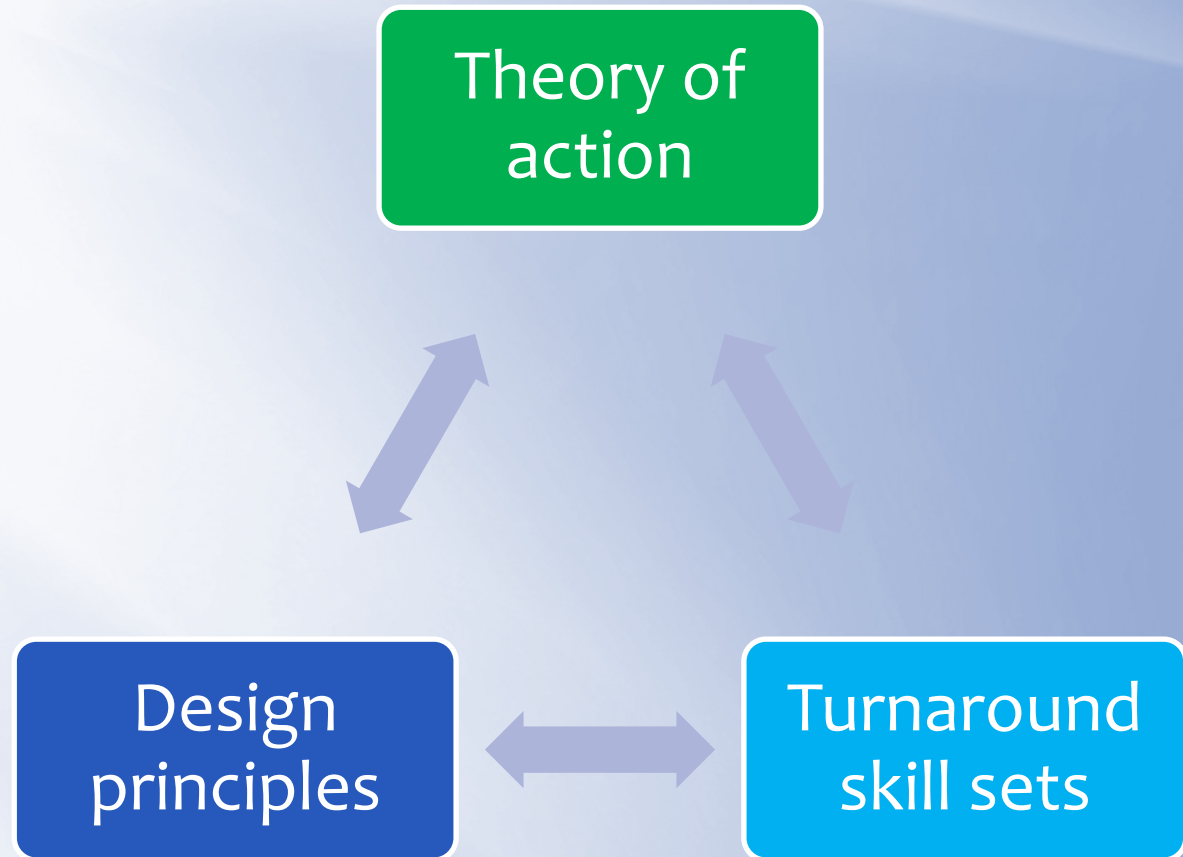 Theory of
action
Design
principles
Turnaround
skill sets